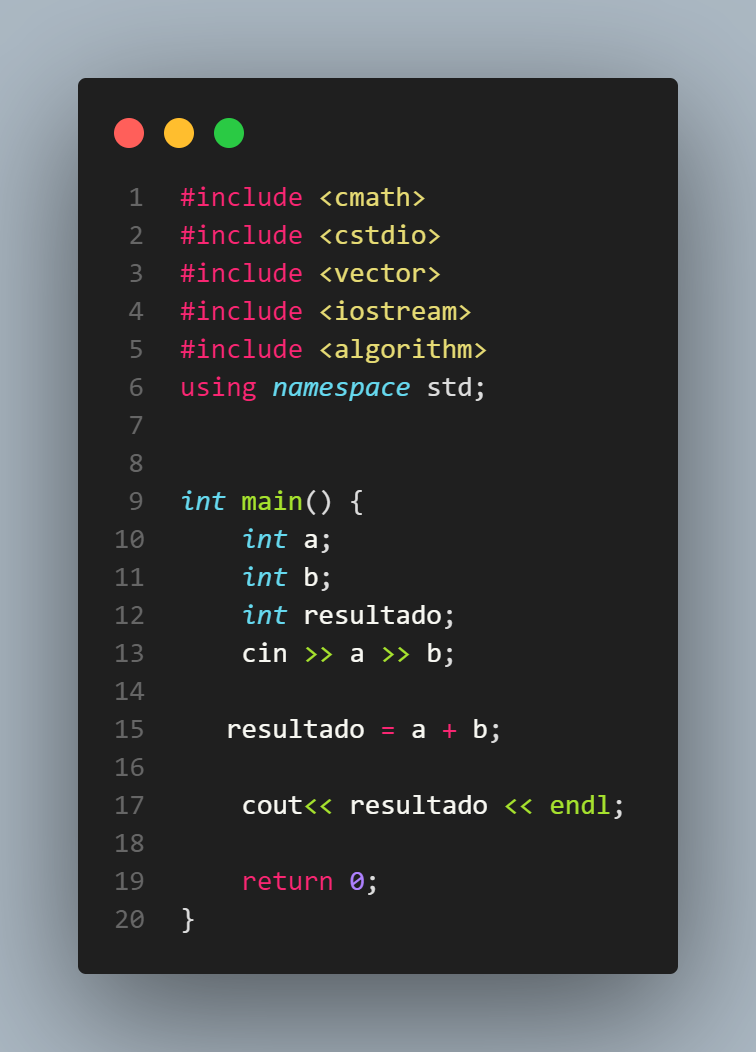 1 #include <cmath>
2 #include <cstdio>
3 #include <vector>
4 #include <iostream>
5 #include <algorithm>
6 using namespace std;
7
8
9 int main() {
10     int a;
11     int b;
12     int resultado;
13     cin >> a >> b;
14
15    resultado = a + b;
16
17     cout<< resultado << endl;
18
19     return 0;
20 }